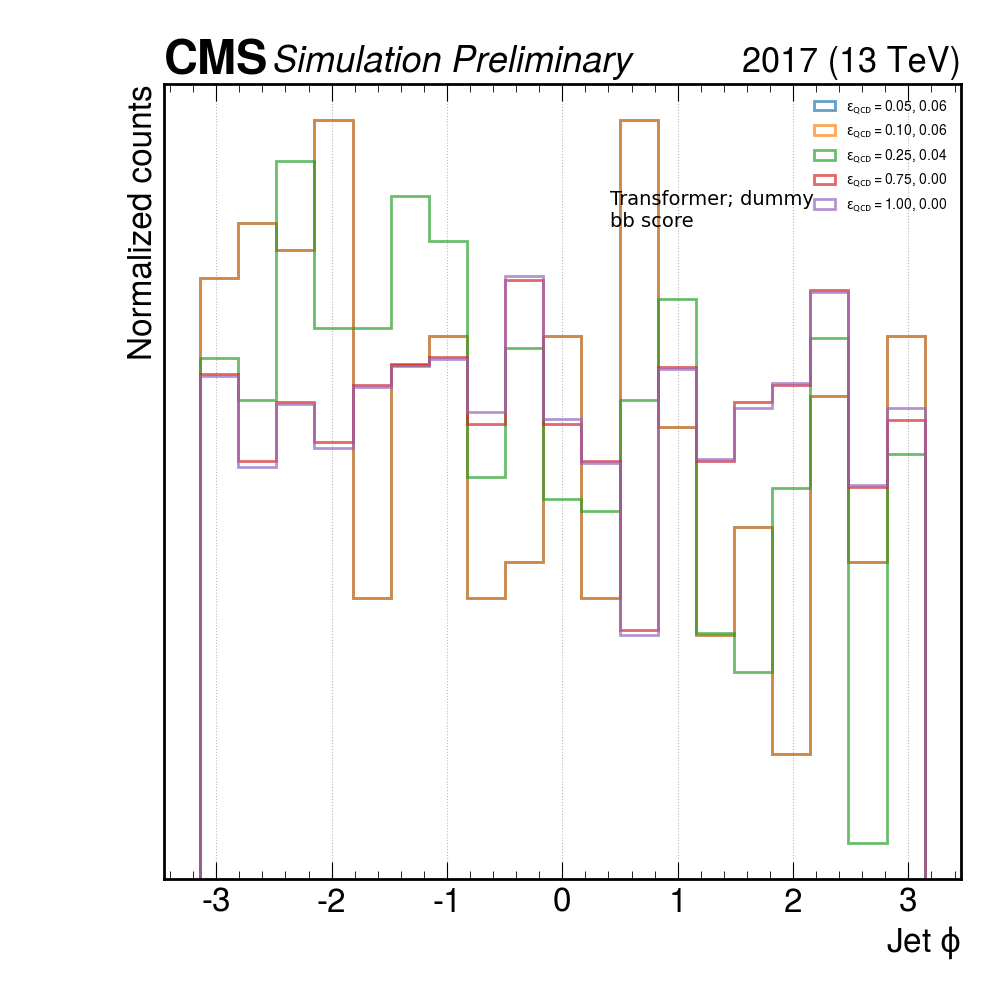 CMS Simulation Preliminary 2017 (13 TeV)
Normalized counts
ε_QCD = 0.05, 0.06
ε_QCD = 0.10, 0.06
ε_QCD = 0.25, 0.04
ε_QCD = 0.75, 0.00
ε_QCD = 1.00, 0.00
Transformer; dummy
bb score
-3 -2 -1 0 1 2 3
Jet ϕ